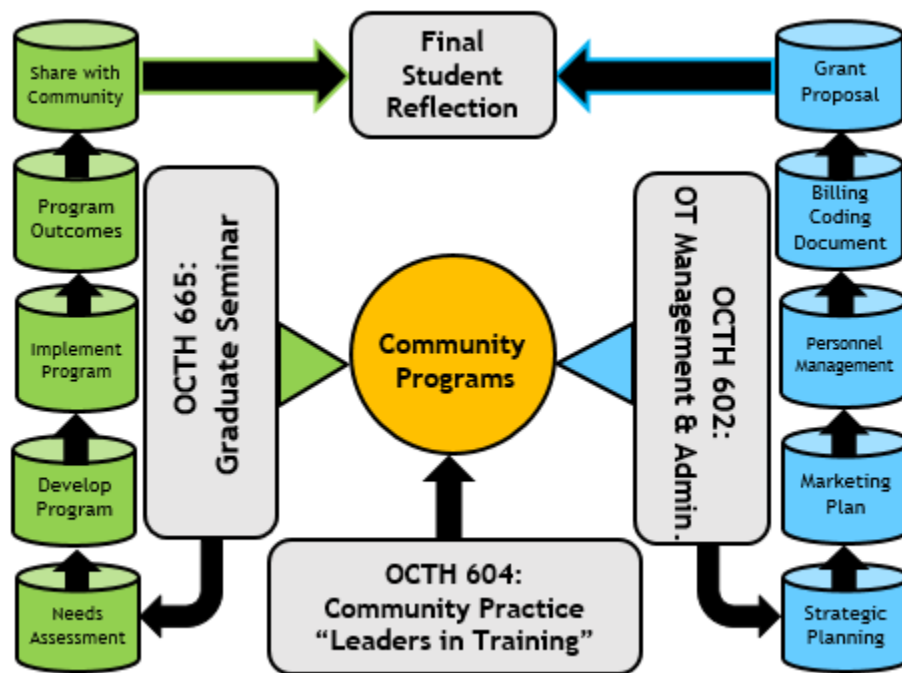 Share with
Community
Final
Student
Reflection
Grant
Proposal
Program
Outcomes
Billing
Coding
Document
OCTH 665:
Graduate Seminar
OCTH 602:
OT Management & Admin.
Implement
Program
Community
Programs
Personnel
Management
Develop
Program
Marketing
Plan
Needs
Assessment
OCTH 604:
Community Practice
“Leaders in Training”
Strategic
Planning